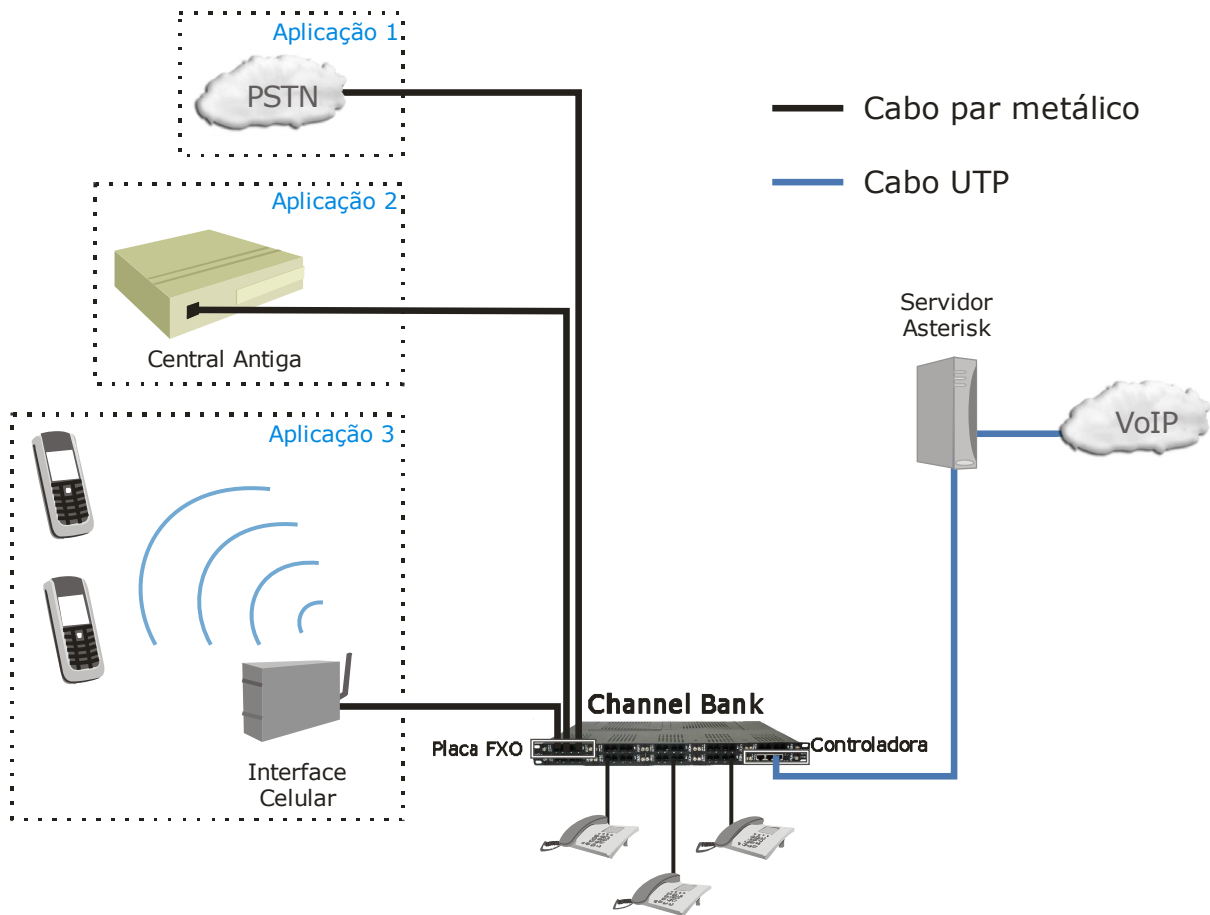 Aplicação 1
PSTN
Cabo par metálico
Cabo UTP
Aplicação 2
Central Antiga
Servidor
Asterisk
VoIP
Aplicação 3
Interface
Celular
Channel Bank
Placa FXO
Controladora